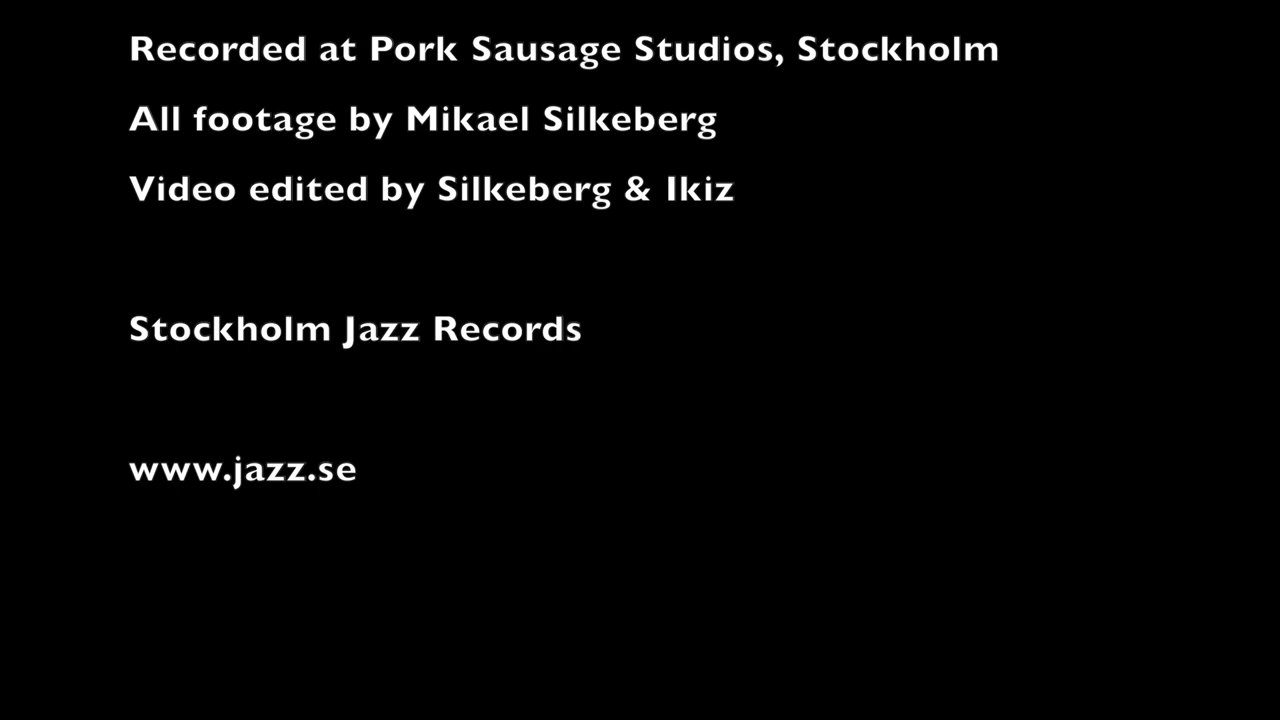 Recorded at Pork Sausage Studios, Stockholm
All footage by Mikael Silkeberg
Video edited by Silkeberg & Ikiz
Stockholm Jazz Records
www.jazz.se